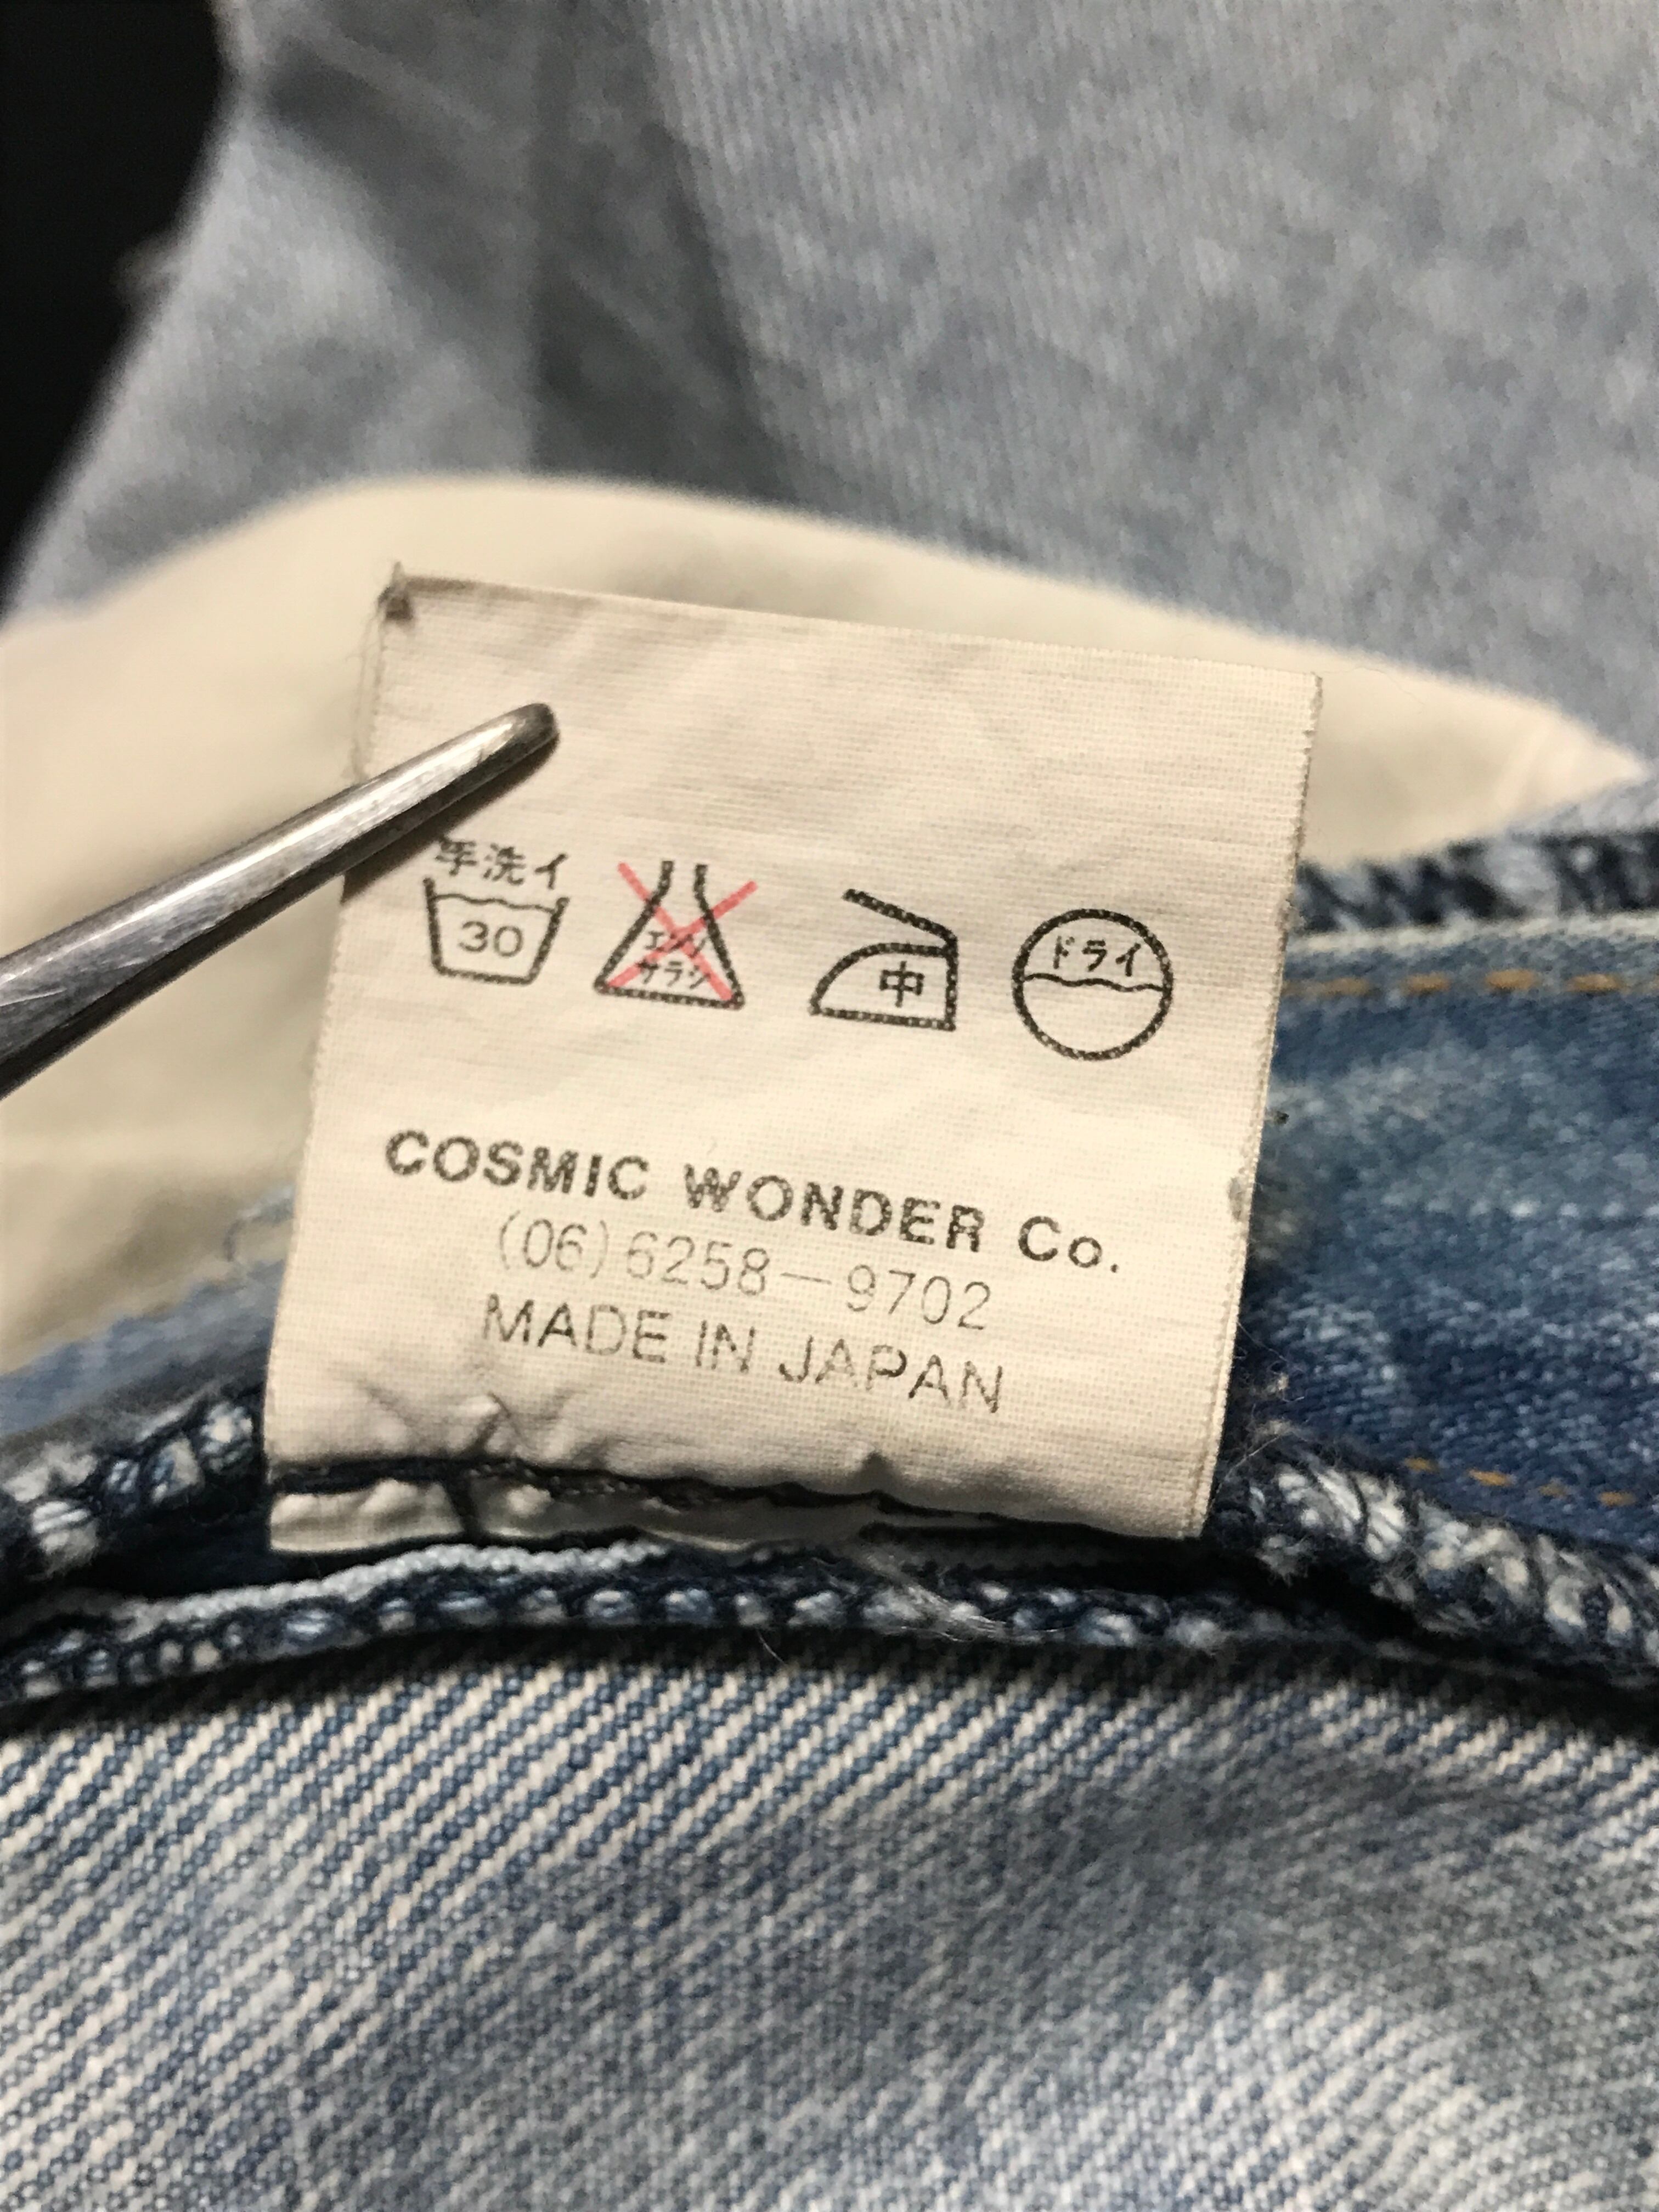 手洗イ
30
エンソ
サラシ
中
ドライ
COSMIC WONDER Co.
(06)6258-9702
MADE IN JAPAN